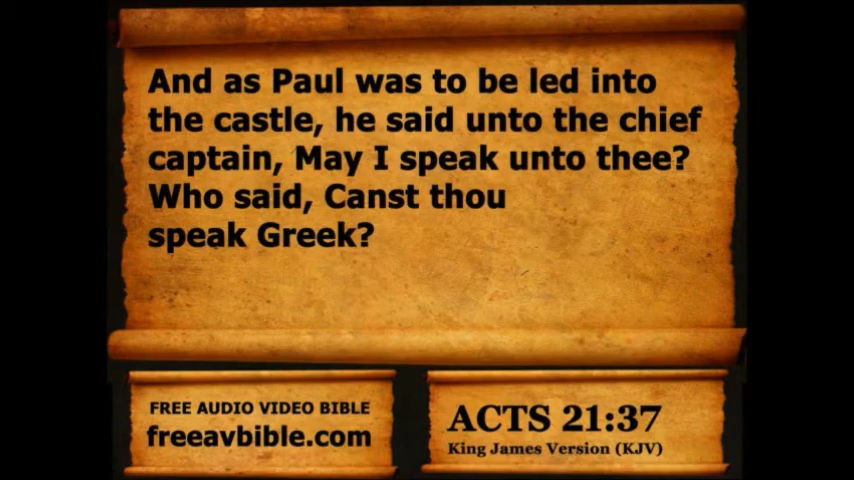 And as Paul was to be led into
the castle, he said unto the chief
captain, May I speak unto thee?
Who said, Canst thou
speak Greek?
FREE AUDIO VIDEO BIBLE
freeavbible.com
ACTS 21:37
King James Version (KJV)